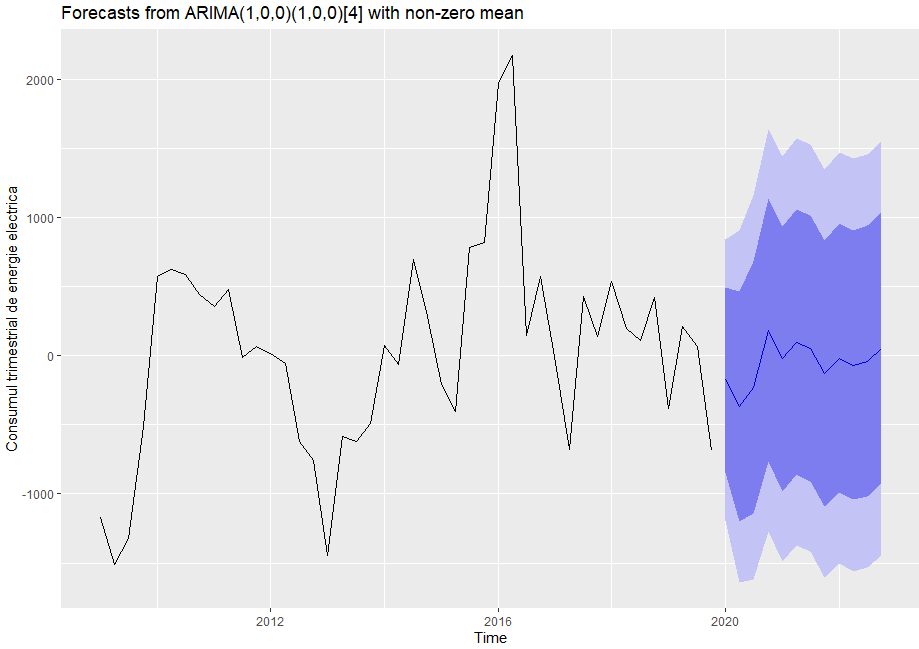 Forecasts from ARIMA(1,0,0)(1,0,0)[4] with non-zero mean
Consumul trimnestrial de energie electrica
2000
1000
0
-1000
2012
2016
2020
Time